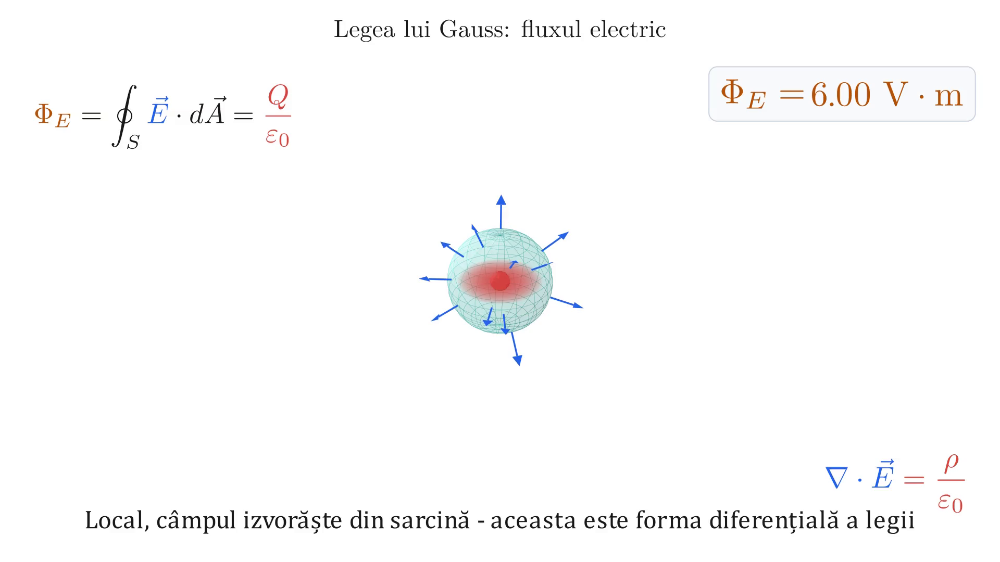 Legea lui Gauss: fluxul electric
Φ_E = ∮_S E⃗ · dA⃗ = Q/ε₀
Φ_E = 6.00 V · m
∇ · E⃗ = ρ/ε₀
Local, câmpul izvorăște din sarcină - aceasta este forma diferențială a legii